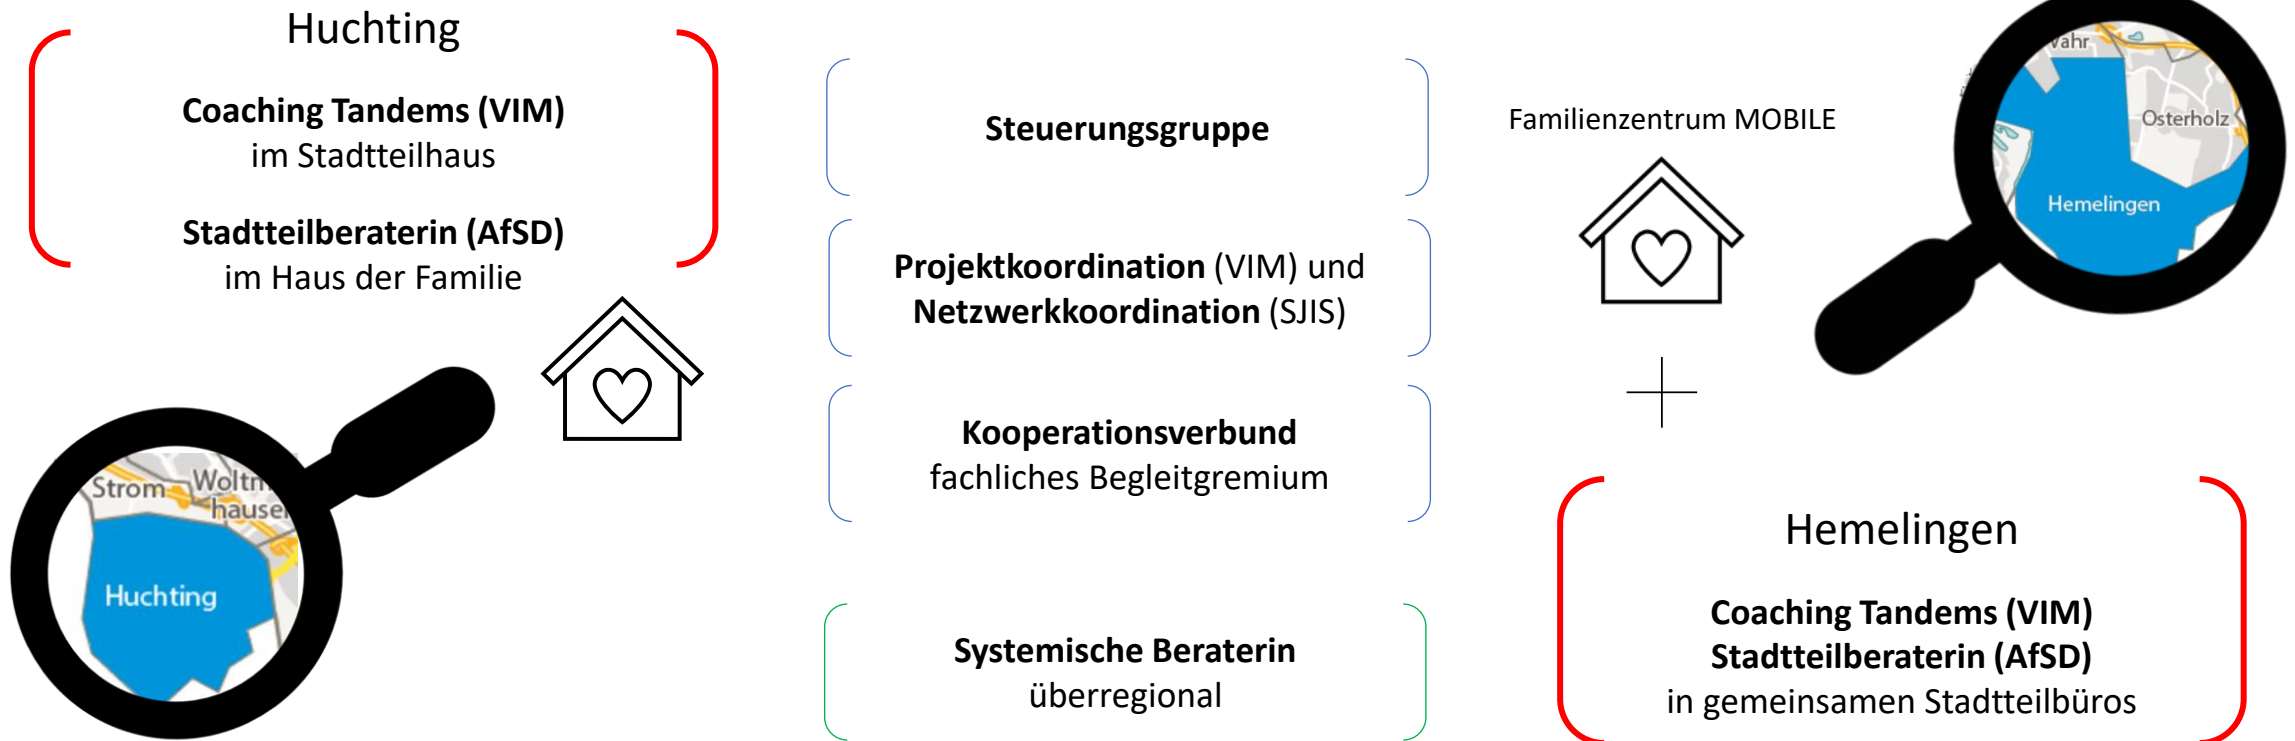 Huchting
Coaching Tandems (VIM)
im Stadtteilhaus
Stadtteilberaterin (AfSD)
im Haus der Familie
Strom
Huchting
Steuerungsgruppe
Projektkoordination (VIM) und
Netzwerkkoordination (SJIS)
Kooperationsverbund
fachliches Begleitgremium
Systemische Beraterin
überregional
Familienzentrum MOBILE
Osterholz
Hemelingen
Hemelingen
Coaching Tandems (VIM)
Stadtteilberaterin (AfSD)
in gemeinsamen Stadtteilbüros